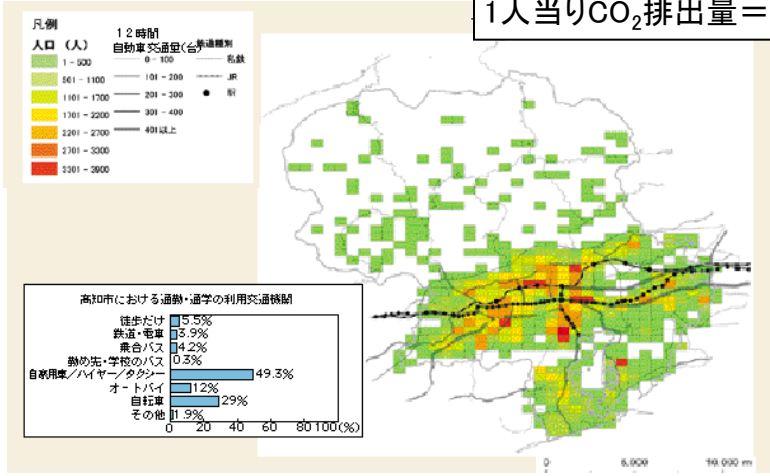 1人当りCO₂排出量＝
凡例
人口 （人）
1 - 500
501 - 1100
1101 - 1700
1701 - 2200
2201 - 2700
2701 - 3300
3301 - 3900
12時間
自動車交通量(台)
0 - 100
101 - 200
201 - 300
301 - 400
401以上
鉄道種別
私鉄
JR
駅
高知市における通勤・通学の利用交通機関
徒歩だけ 5.5%
鉄道・電車 3.9%
乗合バス 4.2%
勤め先・学校のバス 0.3%
自家用車／ハイヤー／タクシー 49.3%
オートバイ 12%
自転車 29%
その他 1.9%
0 20 40 60 80 100(%)
0 5,000 10,000 m